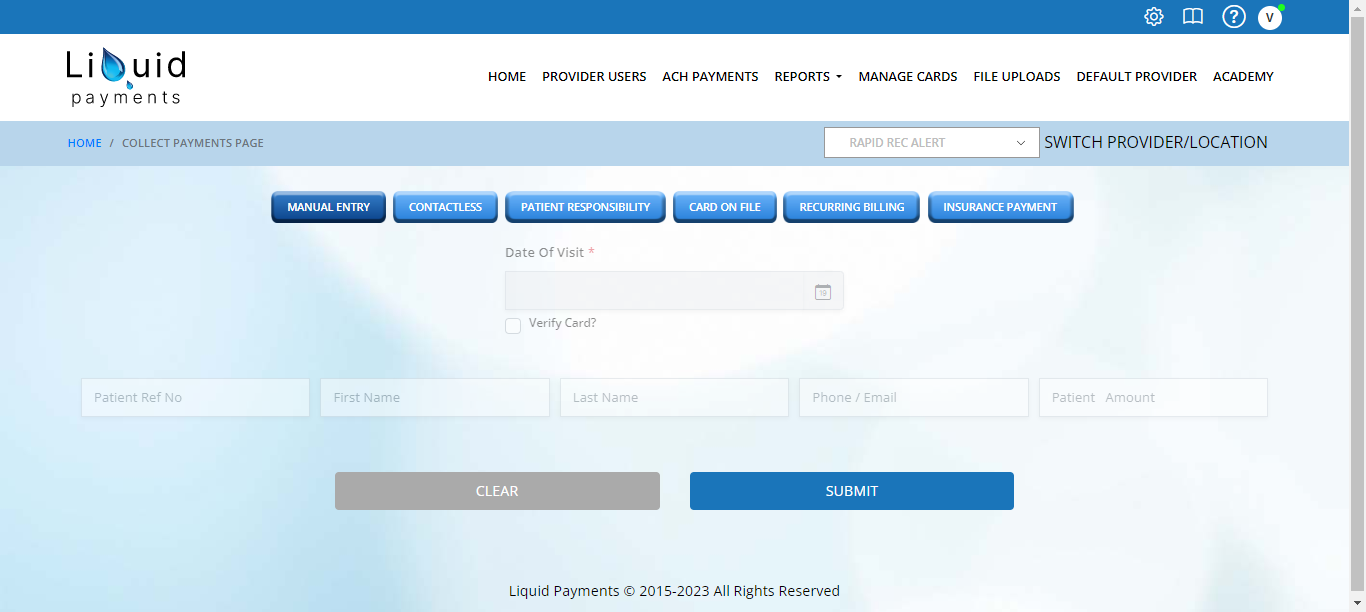 V
Liquid
payments
HOME PROVIDER USERS ACH PAYMENTS REPORTS MANAGE CARDS FILE UPLOADS DEFAULT PROVIDER ACADEMY
HOME / COLLECT PAYMENTS PAGE
RAPID REC ALERT SWITCH PROVIDER/LOCATION
MANUAL ENTRY CONTACTLESS PATIENT RESPONSIBILITY CARD ON FILE RECURRING BILLING INSURANCE PAYMENT
Date Of Visit *
Verify Card?
Patient Ref No First Name Last Name Phone / Email Patient Amount
CLEAR SUBMIT
Liquid Payments © 2015-2023 All Rights Reserved